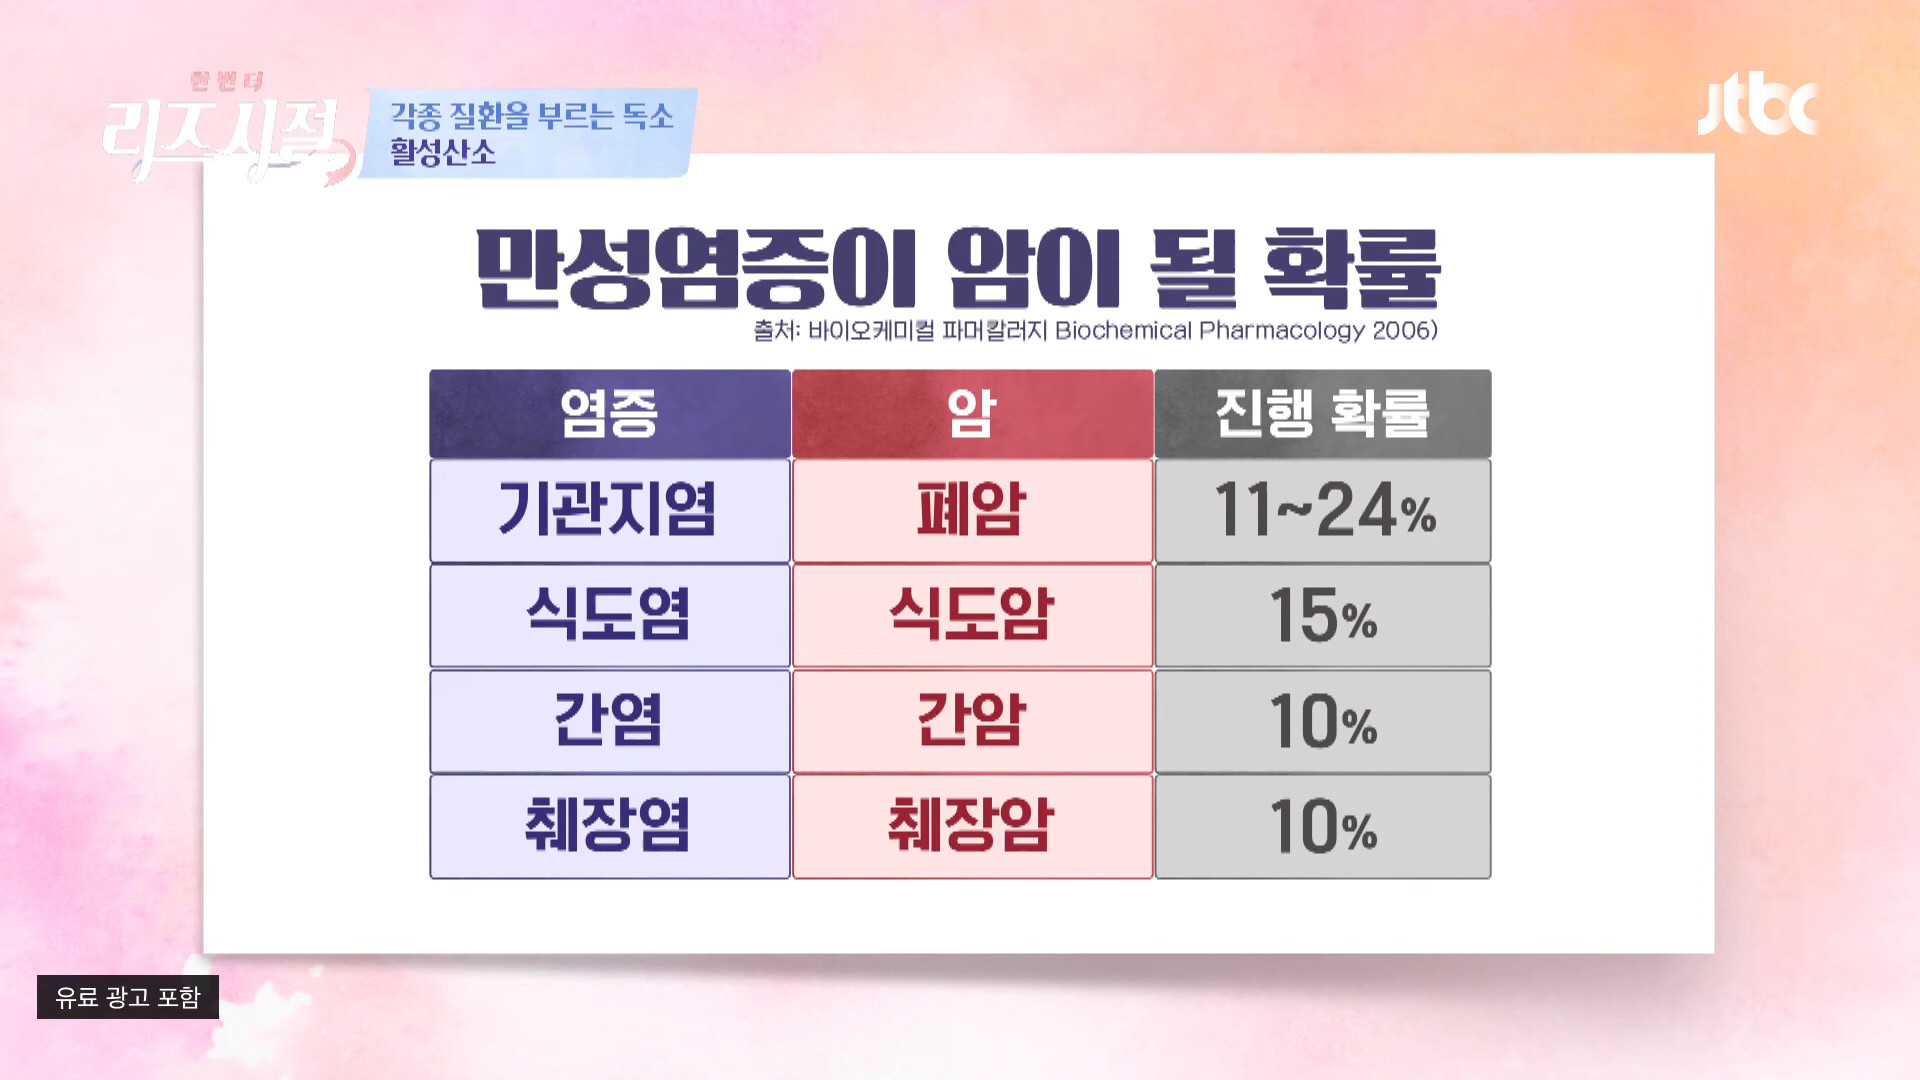 한 번 더
리즈시절
각종 질환을 부르는 독소
활성산소
jtbc
만성염증이 암이 될 확률
출처: 바이오케미컬 파머칼러지 Biochemical Pharmacology 2006)
염증 암 진행 확률
기관지염 폐암 11~24%
식도염 식도암 15%
간염 간암 10%
췌장염 췌장암 10%
유료 광고 포함